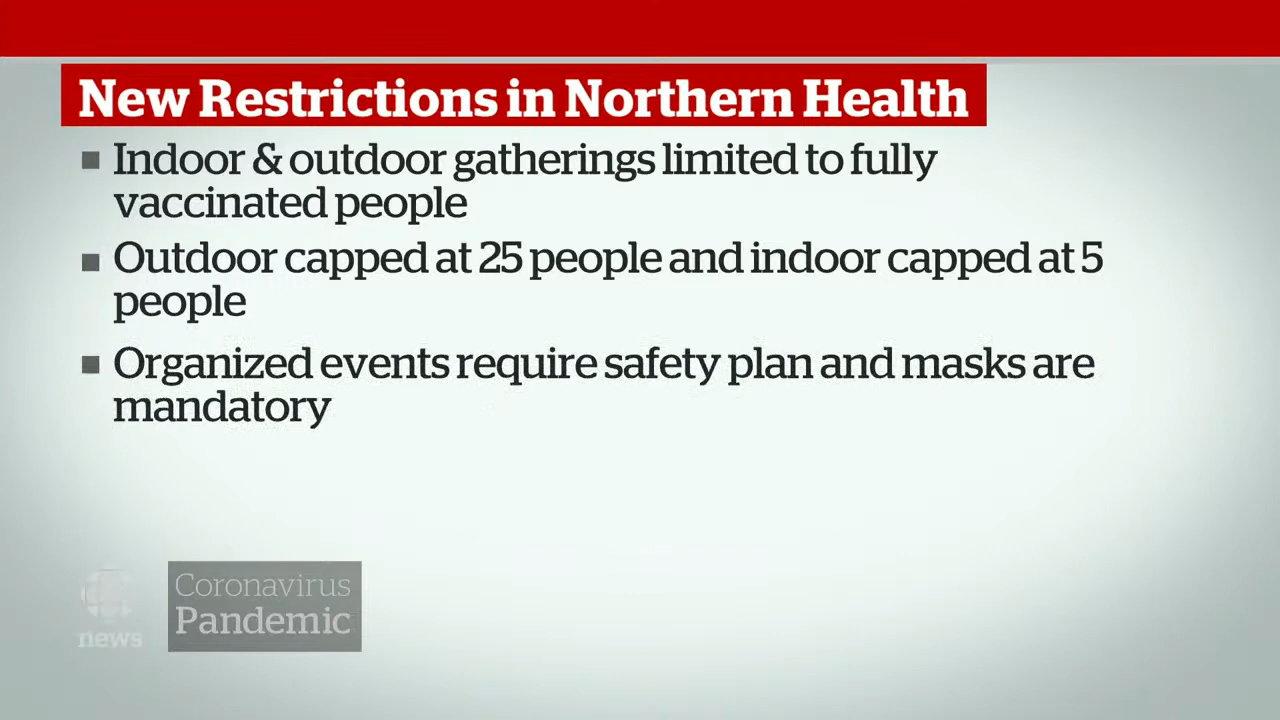 New Restrictions in Northern Health
■ Indoor & outdoor gatherings limited to fully
vaccinated people
■ Outdoor capped at 25 people and indoor capped at 5
people
■ Organized events require safety plan and masks are
mandatory
Coronavirus
Pandemic
news